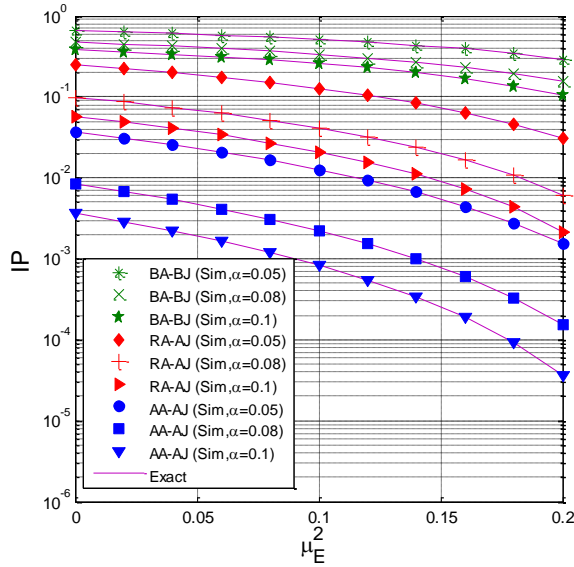 10^0
10^-1
10^-2
10^-3
10^-4
10^-5
10^-6
IP
BA-BJ (Sim,α=0.05)
BA-BJ (Sim,α=0.08)
BA-BJ (Sim,α=0.1)
RA-AJ (Sim,α=0.05)
RA-AJ (Sim,α=0.08)
RA-AJ (Sim,α=0.1)
AA-AJ (Sim,α=0.05)
AA-AJ (Sim,α=0.08)
AA-AJ (Sim,α=0.1)
Exact
0 0.05 0.1 0.15 0.2
μ_E^2